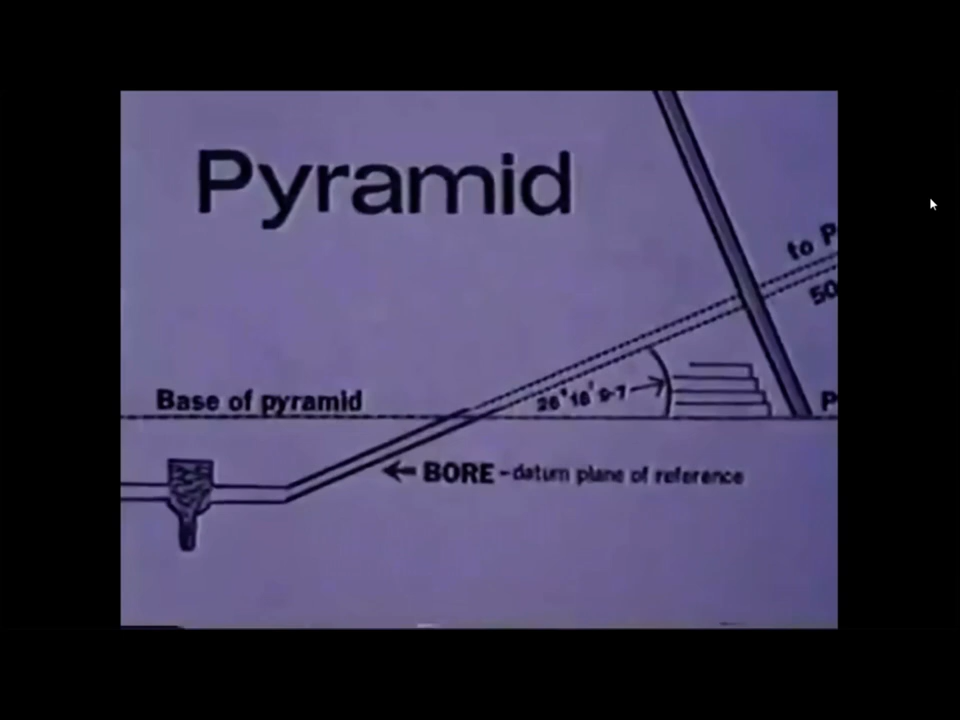 Pyramid
to P
50
Base of pyramid
26° 18' 9-7
P
BORE - datum plane of reference